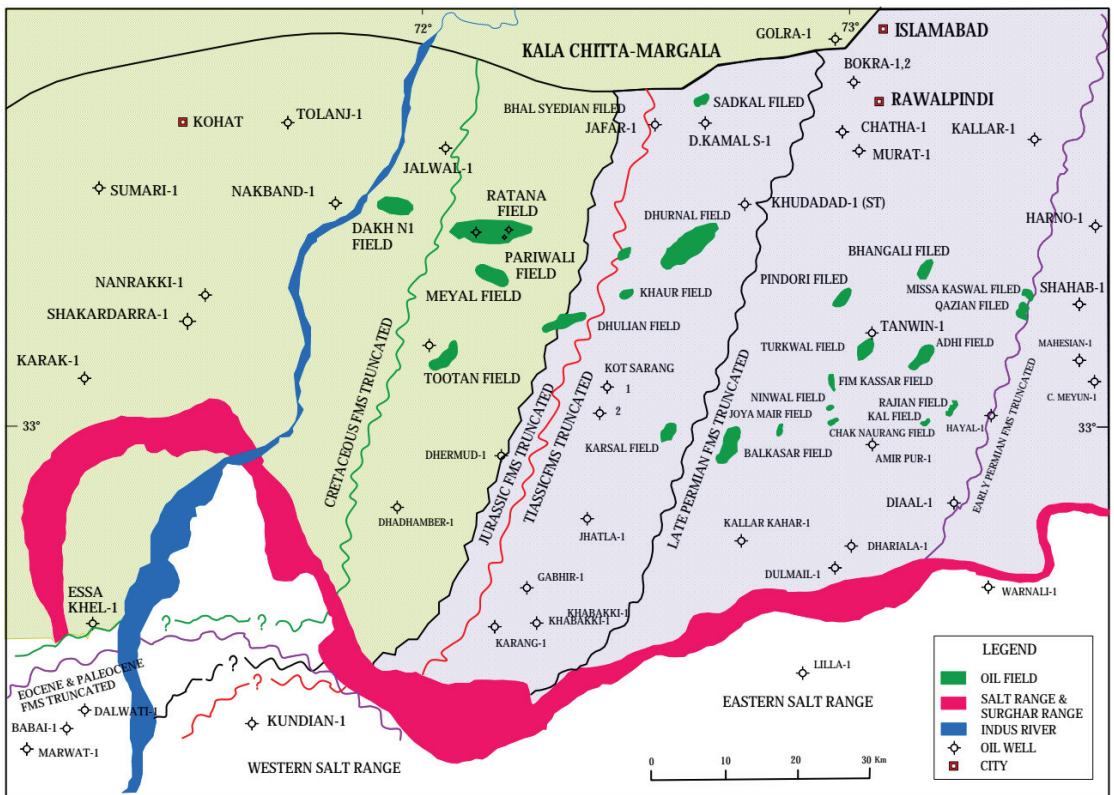 72°
73°
GOLRA-1
ISLAMABAD
KALA CHITTA-MARGALA
BOKRA-1,2
RAWALPINDI
BHAL SYEDIAN FILED
SADKAL FILED
KOHAT
TOLANJ-1
JAFAR-1
D.KAMAL S-1
CHATHA-1
KALLAR-1
JALWAL-1
MURAT-1
SUMARI-1
NAKBAND-1
RATANA
FIELD
KHUDADAD-1 (ST)
DAKH N1
FIELD
DHURNAL FIELD
HARNO-1
PARIWALI
FIELD
BHANGALI FILED
NANRAKKI-1
MEYAL FIELD
KHAUR FIELD
PINDORI FILED
MISSA KASWAL FILED
SHAHAB-1
QAZIAN FILED
SHAKARDARRA-1
DHULIAN FIELD
TANWIN-1
TURKWAL FIELD
ADHI FIELD
MAHESIAN-1
KARAK-1
TOOTAN FIELD
KOT SARANG
1
2
FIM KASSAR FIELD
C. MEYUN-1
NINWAL FIELD
RAJIAN FIELD
JOYA MAIR FIELD
KAL FIELD
HAYAL-1
33°
33°
CHAK NAURANG FIELD
KARSAL FIELD
BALKASAR FIELD
AMIR PUR-1
DHERMUD-1
CRETACEOUS FMS TRUNCATED
JURASSIC FMS TRUNCATED
TIASSICFMS TRUNCATED
LATE PERMIAN FMS TRUNCATED
EARLY PERMIAN FMS TRUNCATED
DHADHAMBER-1
DIAAL-1
JHATLA-1
KALLAR KAHAR-1
DHARIALA-1
DULMAIL-1
GABHIR-1
WARNALI-1
ESSA
KHEL-1
KHABAKKI-1
KHABAKKI-1
KARANG-1
?
?
?
?
EOCENE & PALEOCENE
FMS TRUNCATED
LILLA-1
DALWATI-1
BABAI-1
KUNDIAN-1
MARWAT-1
EASTERN SALT RANGE
WESTERN SALT RANGE
0
10
20
30 Km
LEGEND
OIL FIELD
SALT RANGE &
SURGHAR RANGE
INDUS RIVER
OIL WELL
CITY